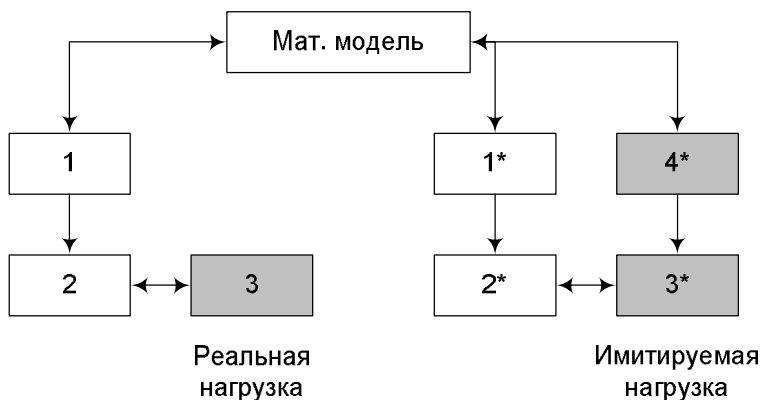 Мат. модель
1
1*
4*
2
3
2*
3*
Реальная
нагрузка
Имитируемая
нагрузка